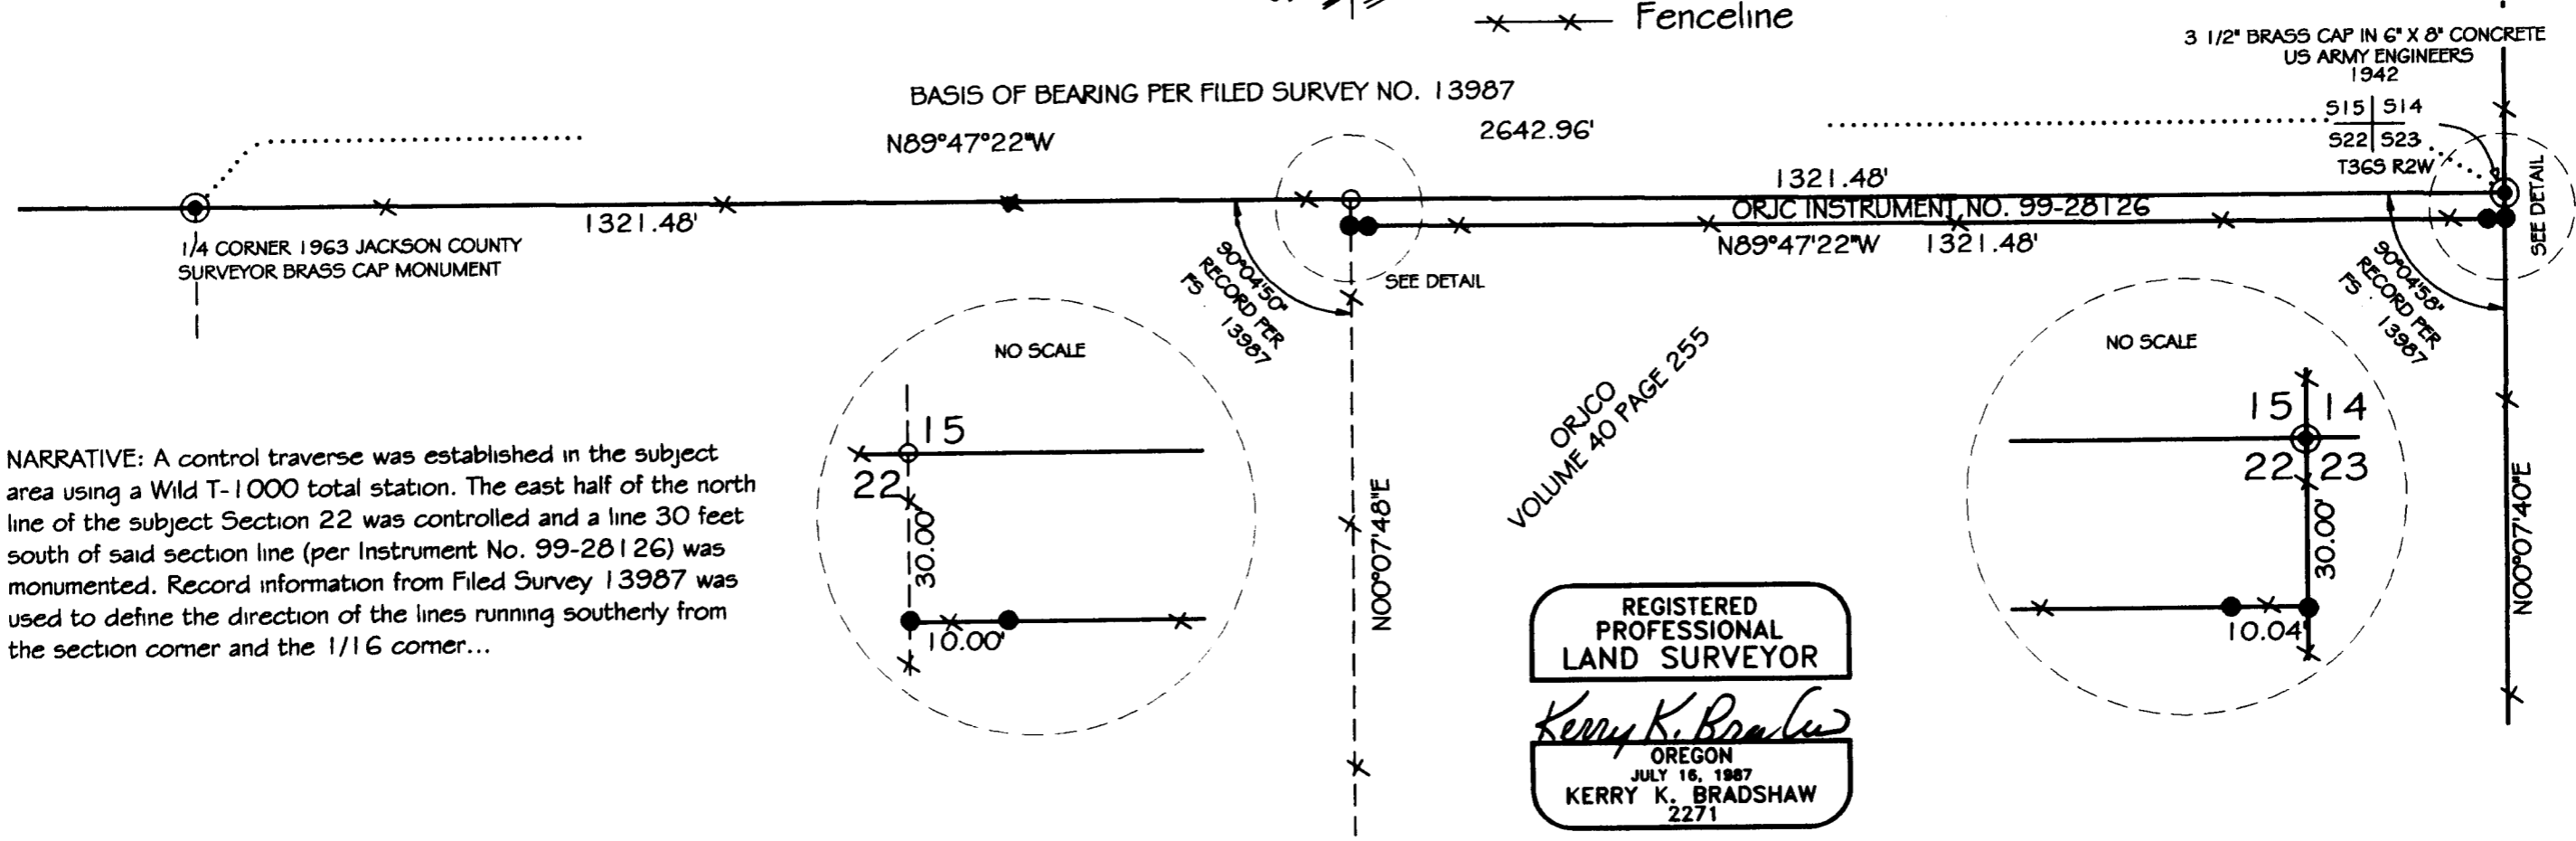 Fenceline
3 1/2" BRASS CAP IN 6" X 8" CONCRETE
US ARMY ENGINEERS
1942
BASIS OF BEARING PER FILED SURVEY NO. 13987
S15 S14
N89°47°22"W
2642.96'
S22 S23
T36S R2W
1321.48'
ORJC INSTRUMENT NO. 99-28126
1321.48'
N89°47'22"W 1321.48'
1/4 CORNER 1963 JACKSON COUNTY
SURVEYOR BRASS CAP MONUMENT
SEE DETAIL
SEE DETAIL
90°04'50"
RECORD PER
FS 13987
90°04'58"
RECORD PER
FS 13987
NO SCALE
NO SCALE
ORJCO
VOLUME 40 PAGE 255
15
22
30.00'
10.00'
N00°07'48"E
15 14
22 23
30.00'
10.04'
N00°07'40"E
NARRATIVE: A control traverse was established in the subject
area using a Wild T-1000 total station. The east half of the north
line of the subject Section 22 was controlled and a line 30 feet
south of said section line (per Instrument No. 99-28126) was
monumented. Record information from Filed Survey 13987 was
used to define the direction of the lines running southerly from
the section corner and the 1/16 corner...
REGISTERED
PROFESSIONAL
LAND SURVEYOR
Kerry K. Bradshaw
OREGON
JULY 16, 1987
KERRY K. BRADSHAW
2271